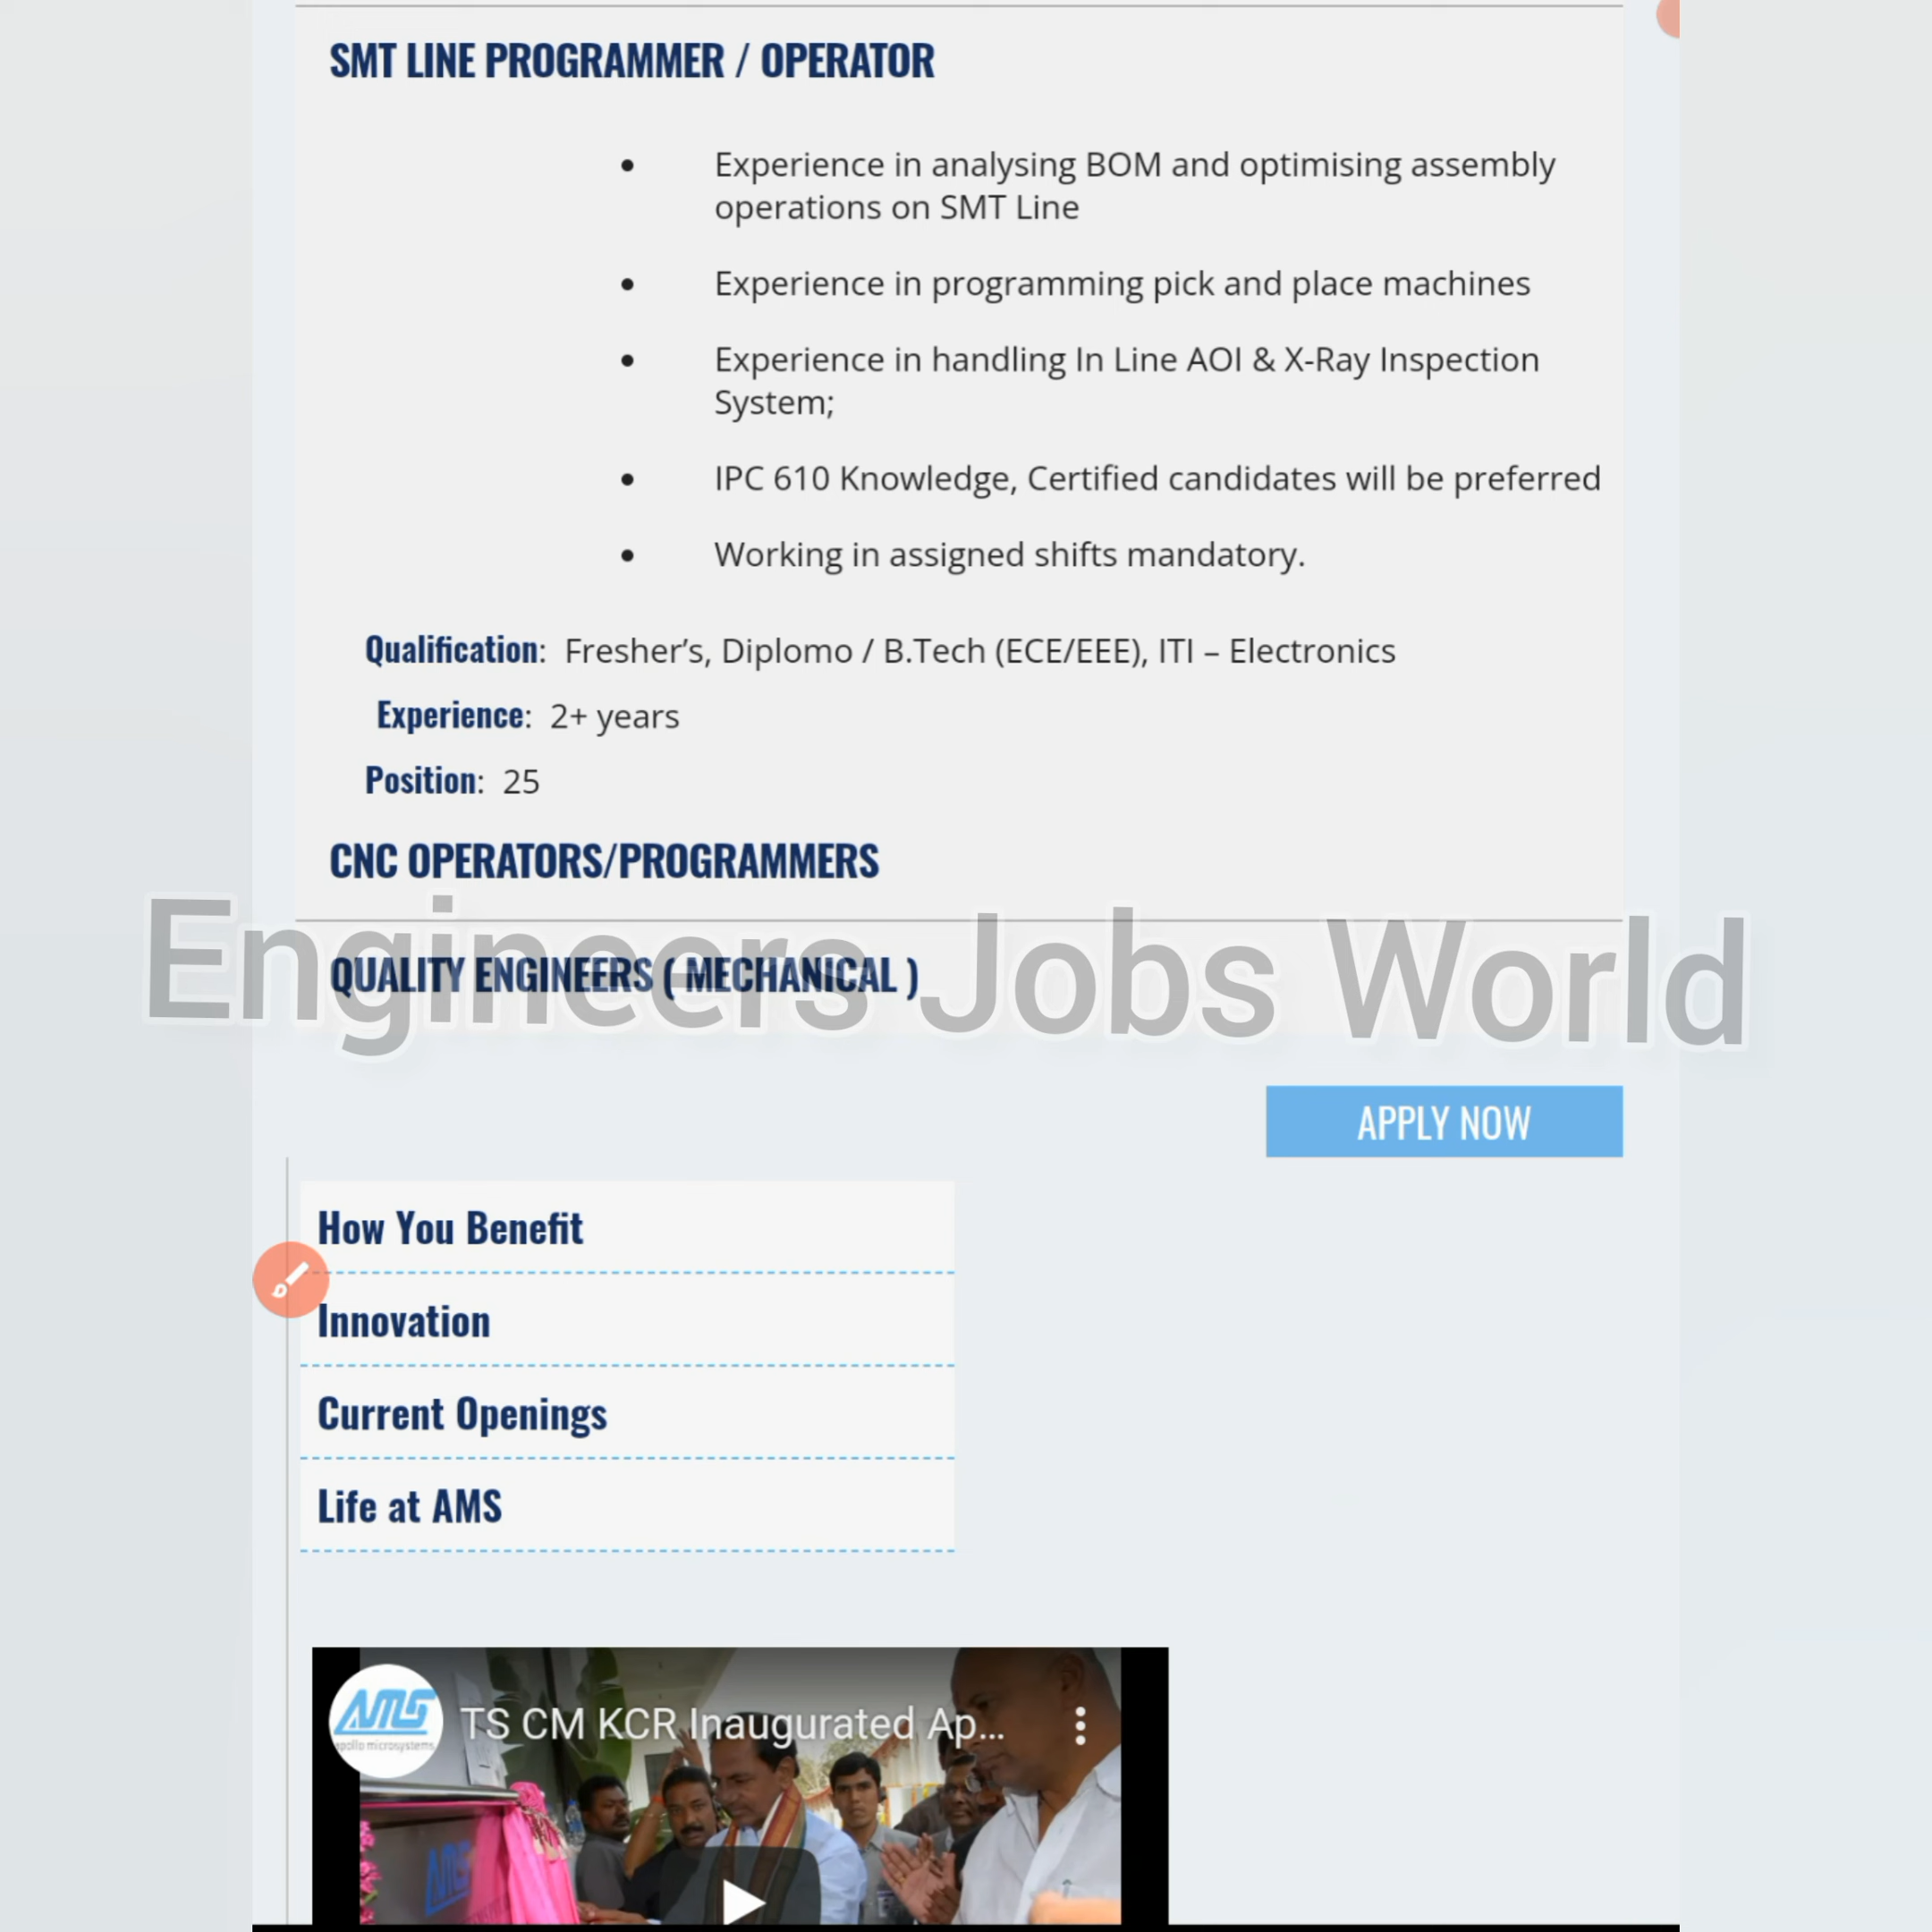 SMT LINE PROGRAMMER / OPERATOR
• Experience in analysing BOM and optimising assembly
operations on SMT Line
• Experience in programming pick and place machines
• Experience in handling In Line AOI & X-Ray Inspection
System;
• IPC 610 Knowledge, Certified candidates will be preferred
• Working in assigned shifts mandatory.
Qualification: Fresher’s, Diplomo / B.Tech (ECE/EEE), ITI – Electronics
Experience: 2+ years
Position: 25
CNC OPERATORS/PROGRAMMERS
Engineers Jobs World
QUALITY ENGINEERS ( MECHANICAL )
APPLY NOW
How You Benefit
Innovation
Current Openings
Life at AMS
AMS
apollo microsystems
TS CM KCR Inaugurated Ap...
AMS